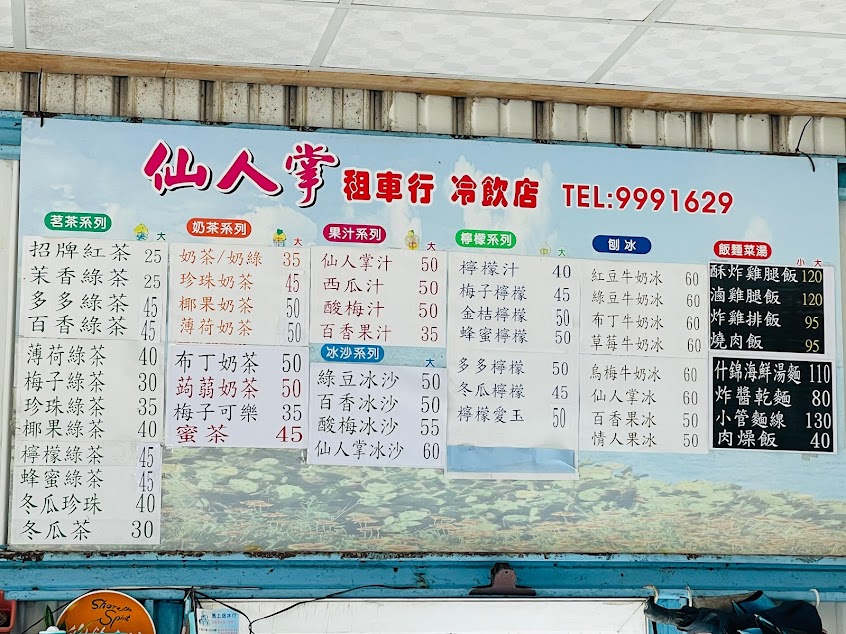 仙人掌 租車行 冷飲店 TEL:9991629
茗茶系列 大
招牌紅茶 25
茉香綠茶 25
多多綠茶 45
百香綠茶 45
薄荷綠茶 40
梅子綠茶 30
珍珠綠茶 35
椰果綠茶 40
檸檬綠茶 45
蜂蜜綠茶 45
冬瓜珍珠 40
冬瓜茶 30
奶茶系列 大
奶茶/奶綠 35
珍珠奶茶 45
椰果奶茶 50
薄荷奶茶 50
布丁奶茶 50
蒟蒻奶茶 50
梅子可樂 35
蜜茶 45
果汁系列 中 大
仙人掌汁 50
西瓜汁 50
酸梅汁 50
百香果汁 35
冰沙系列 大
綠豆冰沙 50
百香冰沙 50
酸梅冰沙 55
仙人掌冰沙 60
檸檬系列 中 大
檸檬汁 40
梅子檸檬 45
金桔檸檬 50
蜂蜜檸檬 50
多多檸檬 50
冬瓜檸檬 45
檸檬愛玉 50
刨冰
紅豆牛奶冰 60
綠豆牛奶冰 60
布丁牛奶冰 60
草莓牛奶冰 60
烏梅牛奶冰 60
仙人掌冰 60
百香果冰 50
情人果冰 50
飯麵菜湯 小 大
酥炸雞腿飯 120
滷雞腿飯 120
炸雞排飯 95
燒肉飯 95
什錦海鮮湯麵 110
炸醬乾麵 80
小管麵線 130
肉燥飯 40